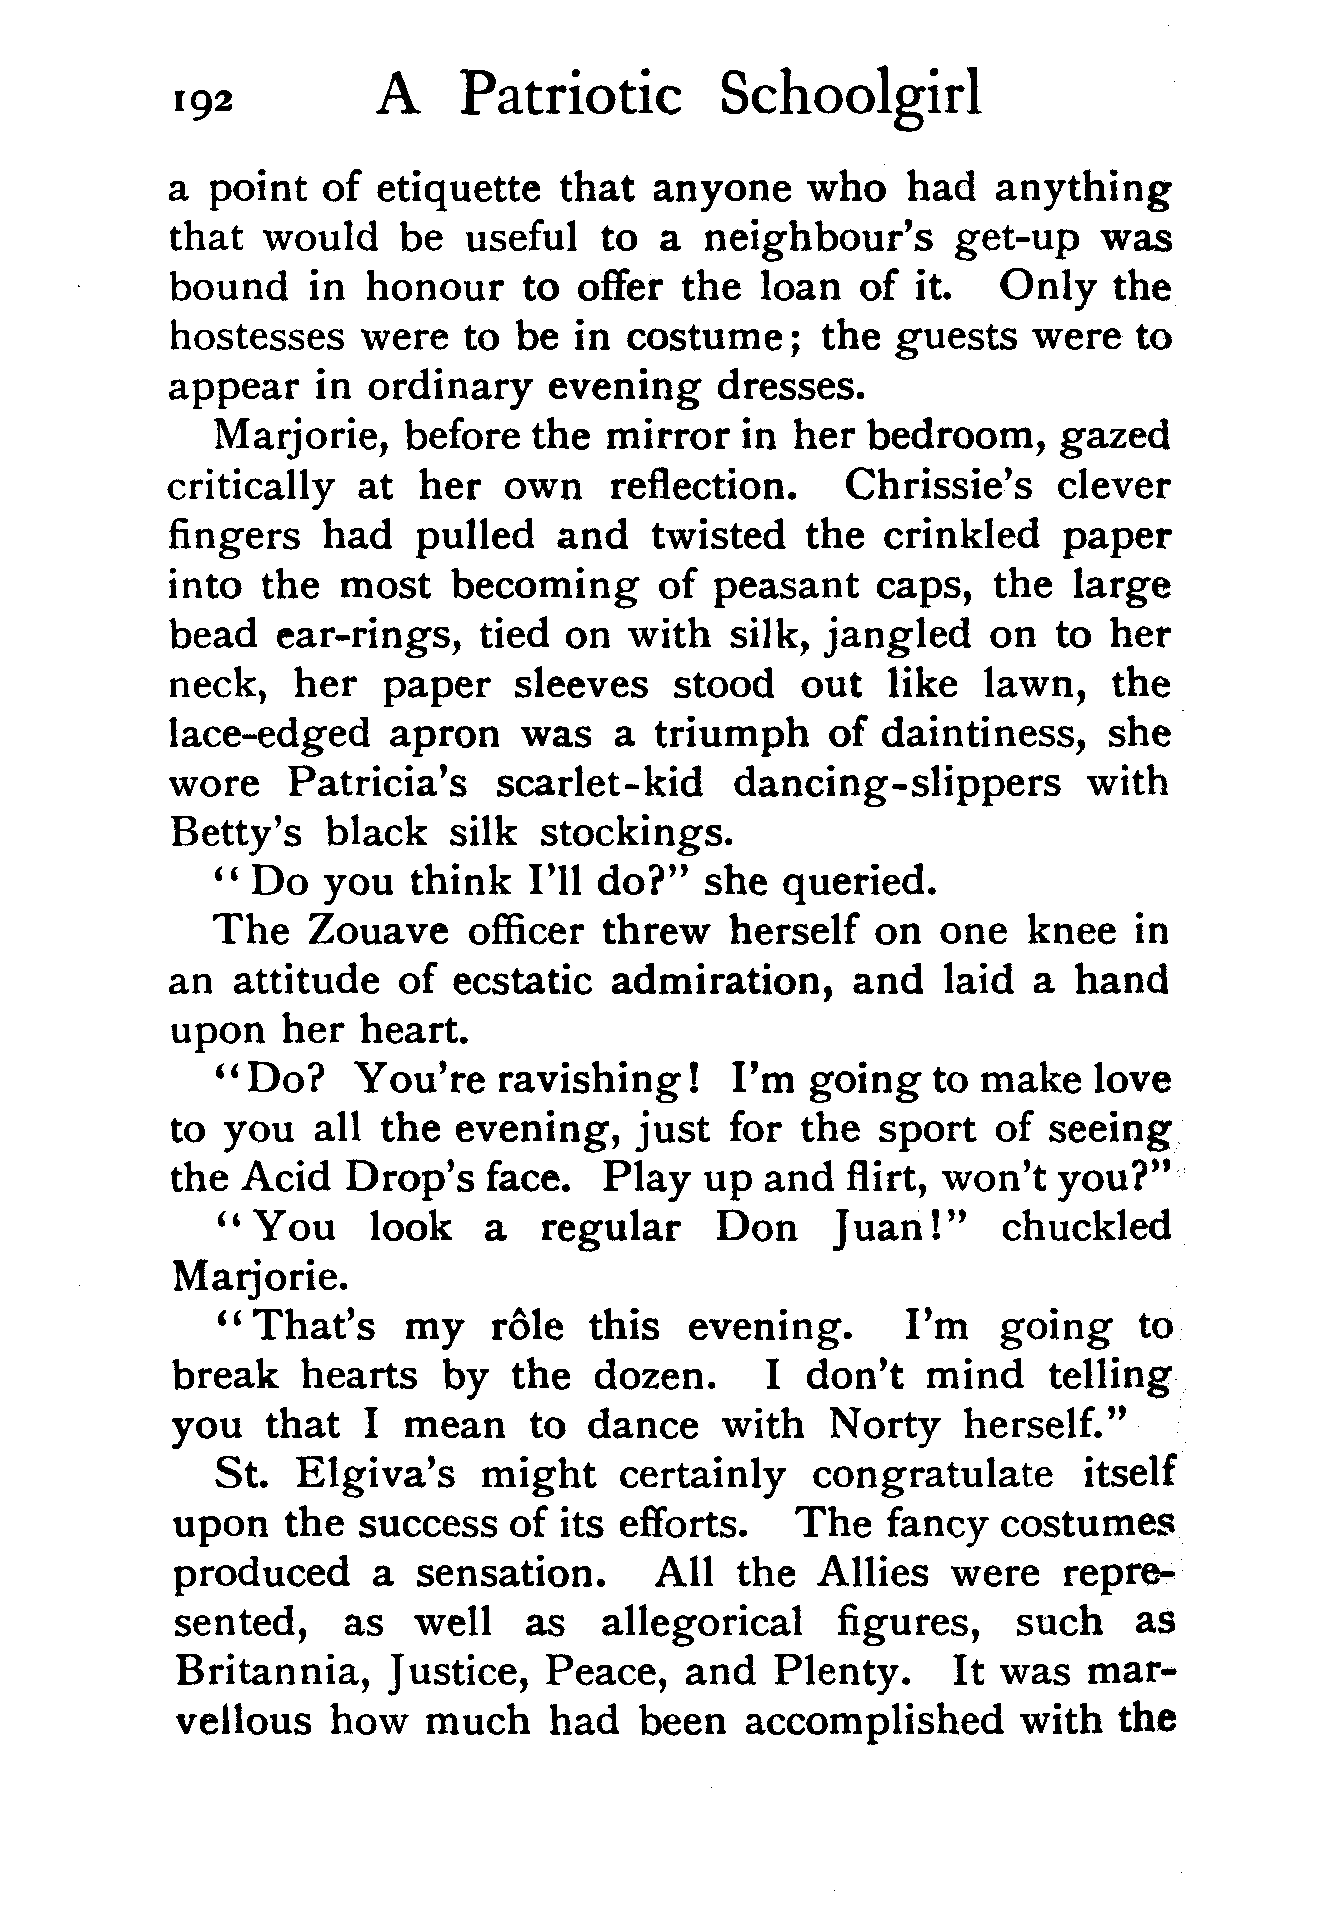 192 A Patriotic Schoolgirl
a point of etiquette that anyone who had anything
that would be useful to a neighbour's get-up was
bound in honour to offer the loan of it. Only the
hostesses were to be in costume; the guests were to
appear in ordinary evening dresses.
Marjorie, before the mirror in her bedroom, gazed
critically at her own reflection. Chrissie's clever
fingers had pulled and twisted the crinkled paper
into the most becoming of peasant caps, the large
bead ear-rings, tied on with silk, jangled on to her
neck, her paper sleeves stood out like lawn, the
lace-edged apron was a triumph of daintiness, she
wore Patricia's scarlet-kid dancing-slippers with
Betty's black silk stockings.
“Do you think I'll do?” she queried.
The Zouave officer threw herself on one knee in
an attitude of ecstatic admiration, and laid a hand
upon her heart.
“Do? You're ravishing! I'm going to make love
to you all the evening, just for the sport of seeing
the Acid Drop's face. Play up and flirt, won't you?”
“You look a regular Don Juan!” chuckled
Marjorie.
“That's my rôle this evening. I'm going to
break hearts by the dozen. I don't mind telling
you that I mean to dance with Norty herself.”
St. Elgiva's might certainly congratulate itself
upon the success of its efforts. The fancy costumes
produced a sensation. All the Allies were repre-
sented, as well as allegorical figures, such as
Britannia, Justice, Peace, and Plenty. It was mar-
vellous how much had been accomplished with the